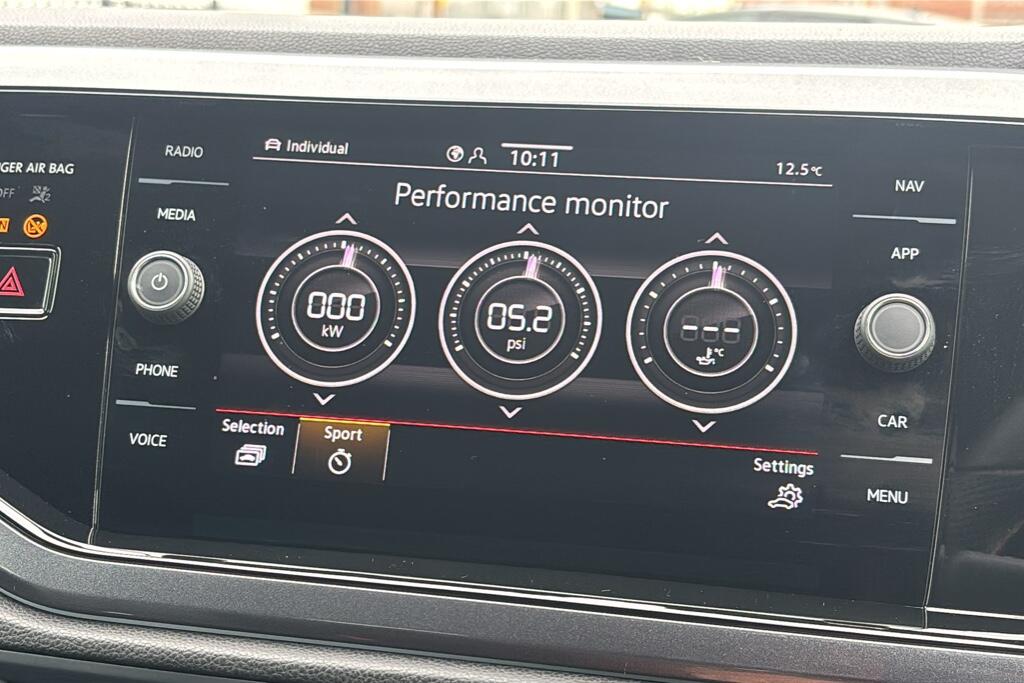 RADIO
Individual
10:11
12.5°C
NAV
GER AIR BAG
OFF
2
N
MEDIA
Performance monitor
APP
000
kW
05.2
psi
---
°C
PHONE
CAR
VOICE
Selection
Sport
Settings
MENU